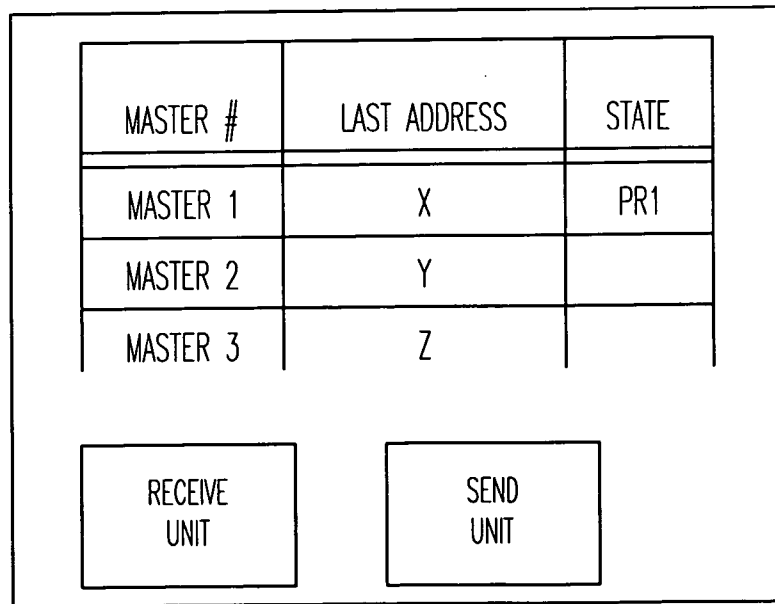 MASTER # LAST ADDRESS STATE
MASTER 1 X PR1
MASTER 2 Y
MASTER 3 Z
RECEIVE SEND
UNIT UNIT